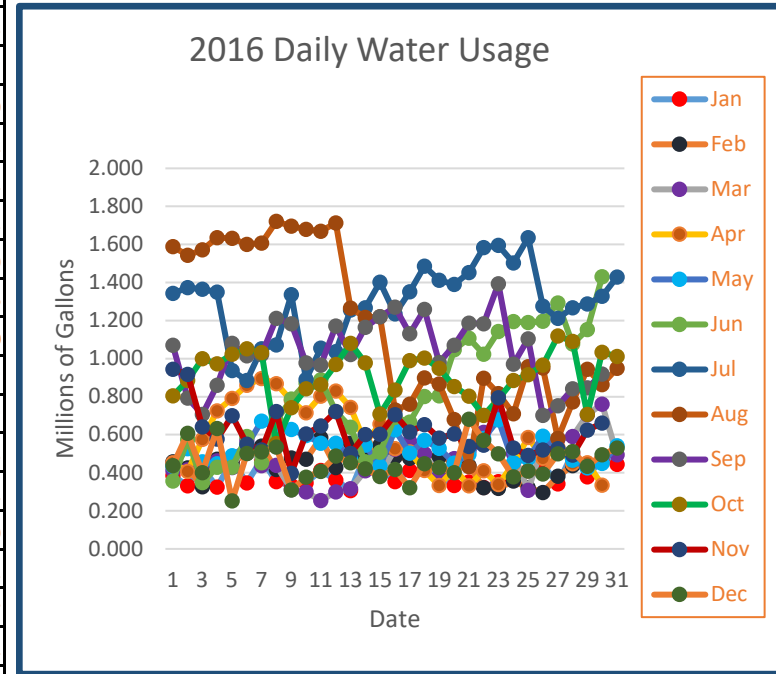 2016 Daily Water Usage
2.000
1.800
1.600
1.400
1.200
1.000
0.800
0.600
0.400
0.200
0.000
Millions of Gallons
1 3 5 7 9 11 13 15 17 19 21 23 25 27 29 31
Date
Jan
Feb
Mar
Apr
May
Jun
Jul
Aug
Sep
Oct
Nov
Dec